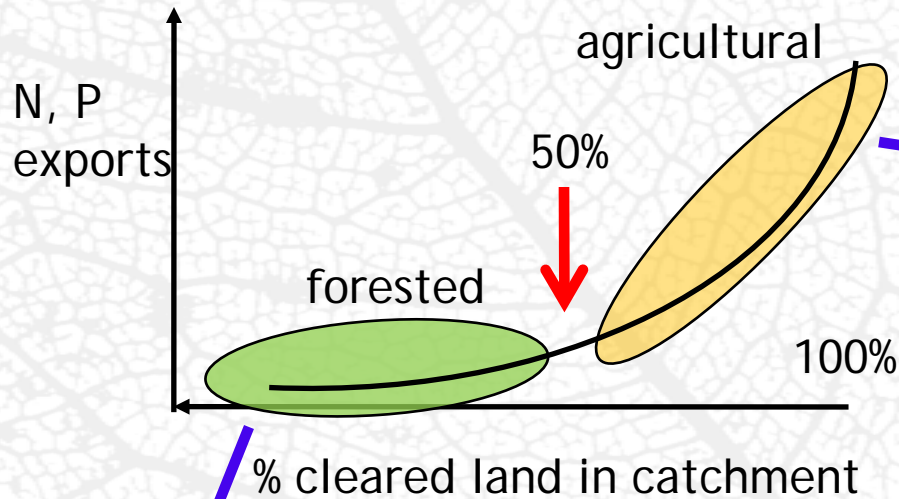 agricultural
N, P
exports
50%
forested
100%
% cleared land in catchment